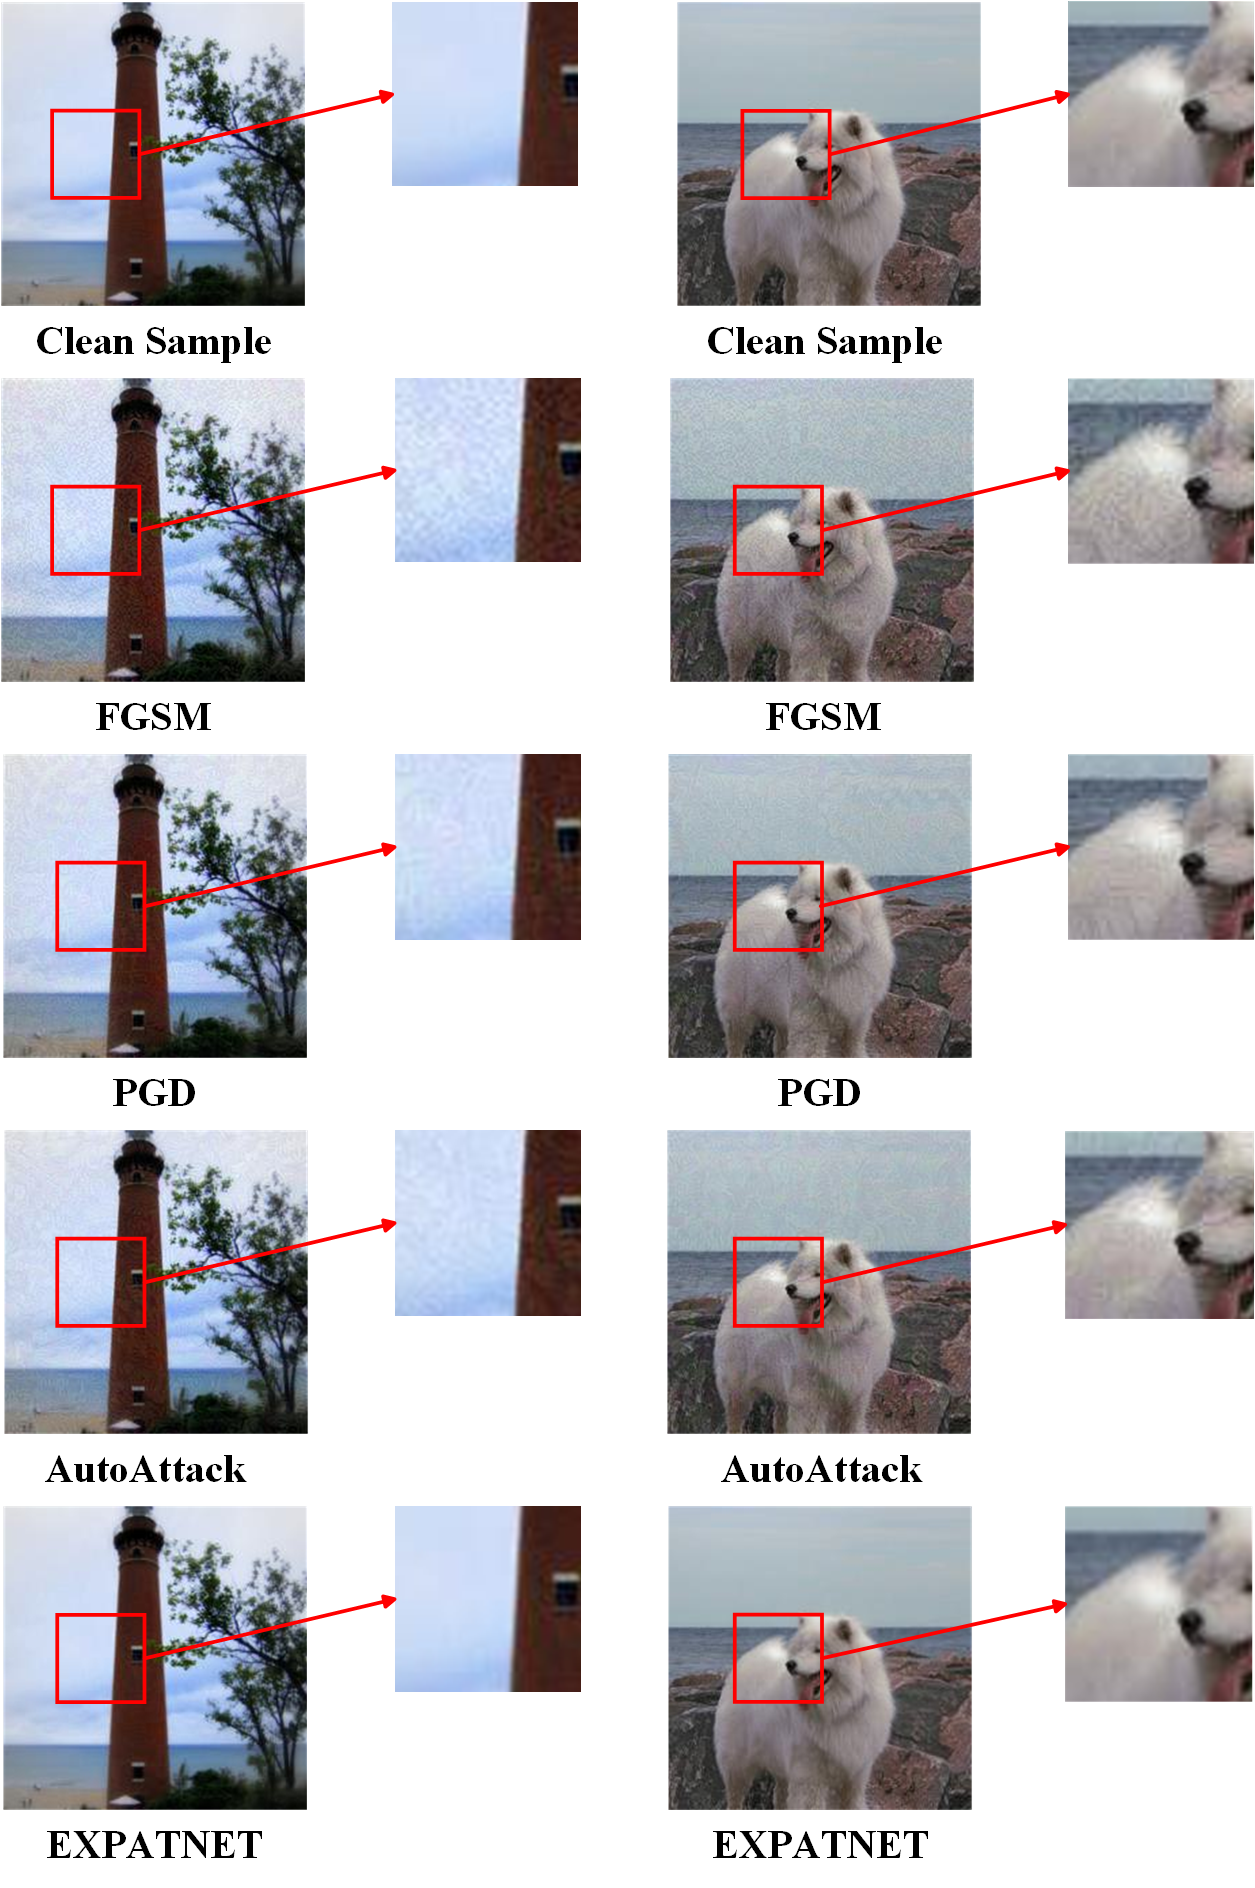 Clean Sample
Clean Sample
FGSM
FGSM
PGD
PGD
AutoAttack
AutoAttack
EXPATNET
EXPATNET